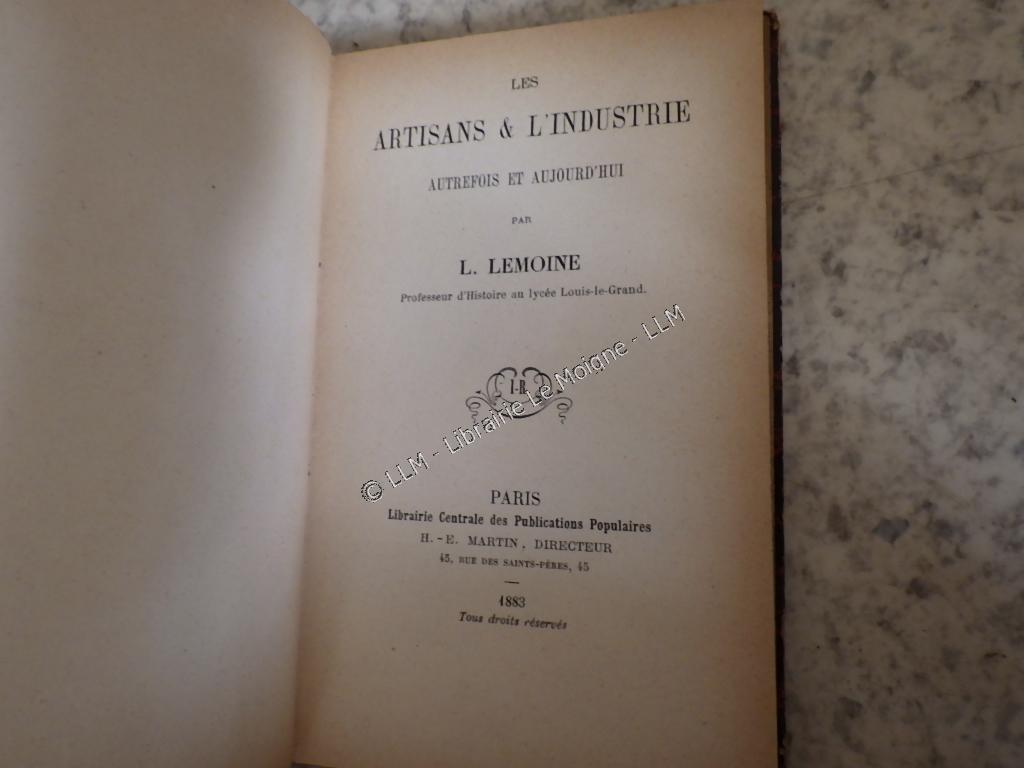 LES
ARTISANS & L'INDUSTRIE
AUTREFOIS ET AUJOURD'HUI
PAR
L. LEMOINE
Professeur d'Histoire au lycée Louis-le-Grand.
© LLM - Librairie Le Moigne - LLM
PARIS
Librairie Centrale des Publications Populaires
H.-E. MARTIN, DIRECTEUR
45, RUE DES SAINTS-PÈRES, 45
1883
Tous droits réservés